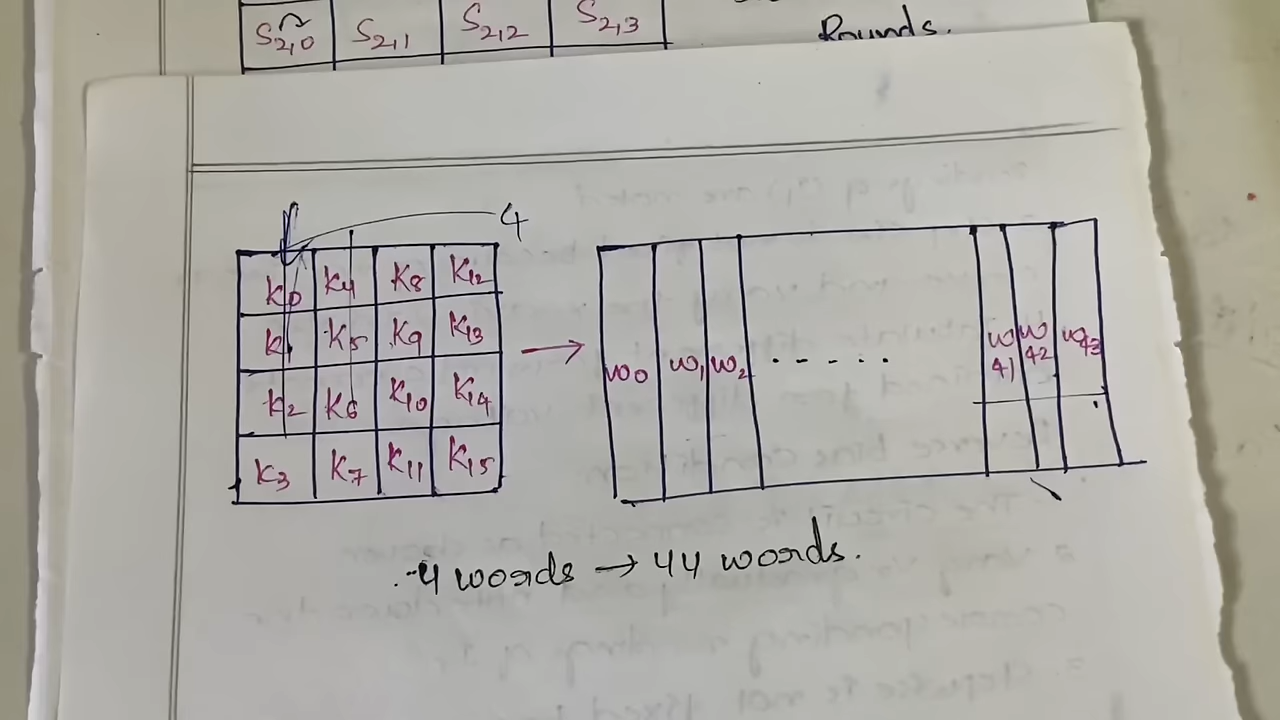 S2,0 S2,1 S2,2 S2,3
Rounds.
4
K0 K4 K8 K12
K1 K5 K9 K13
K2 K6 K10 K14
K3 K7 K11 K15
w0 w1 w2 ..... w41 w42 w43
4 words → 44 words.